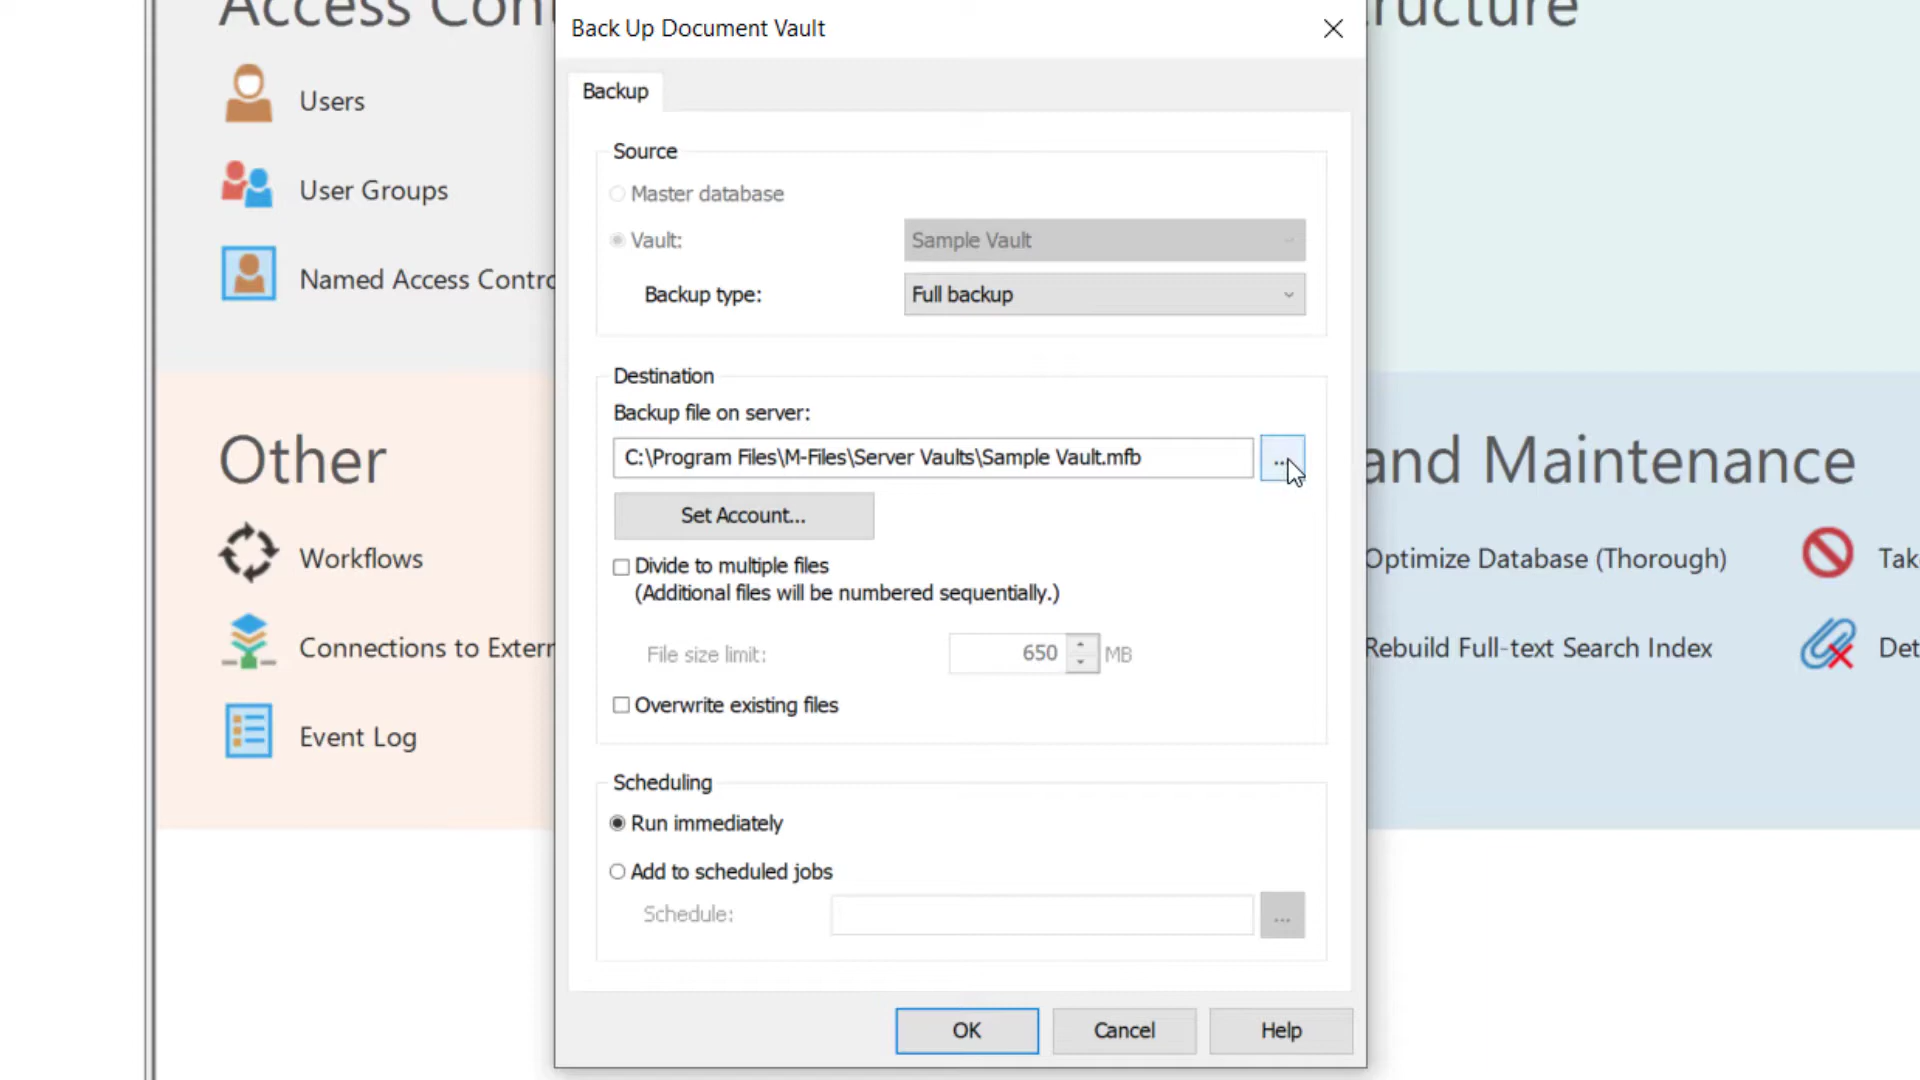 Access Cont
ructure
Users
User Groups
Named Access Contro
Other
Workflows
Connections to Extern
Event Log
Back Up Document Vault
Backup
Source
Master database
Vault:
Sample Vault
Backup type:
Full backup
Destination
Backup file on server:
C:\Program Files\M-Files\Server Vaults\Sample Vault.mfb
...
Set Account...
Divide to multiple files
(Additional files will be numbered sequentially.)
File size limit:
650
MB
Overwrite existing files
Scheduling
Run immediately
Add to scheduled jobs
Schedule:
...
OK
Cancel
Help
and Maintenance
Optimize Database (Thorough)
Tak
Rebuild Full-text Search Index
Det